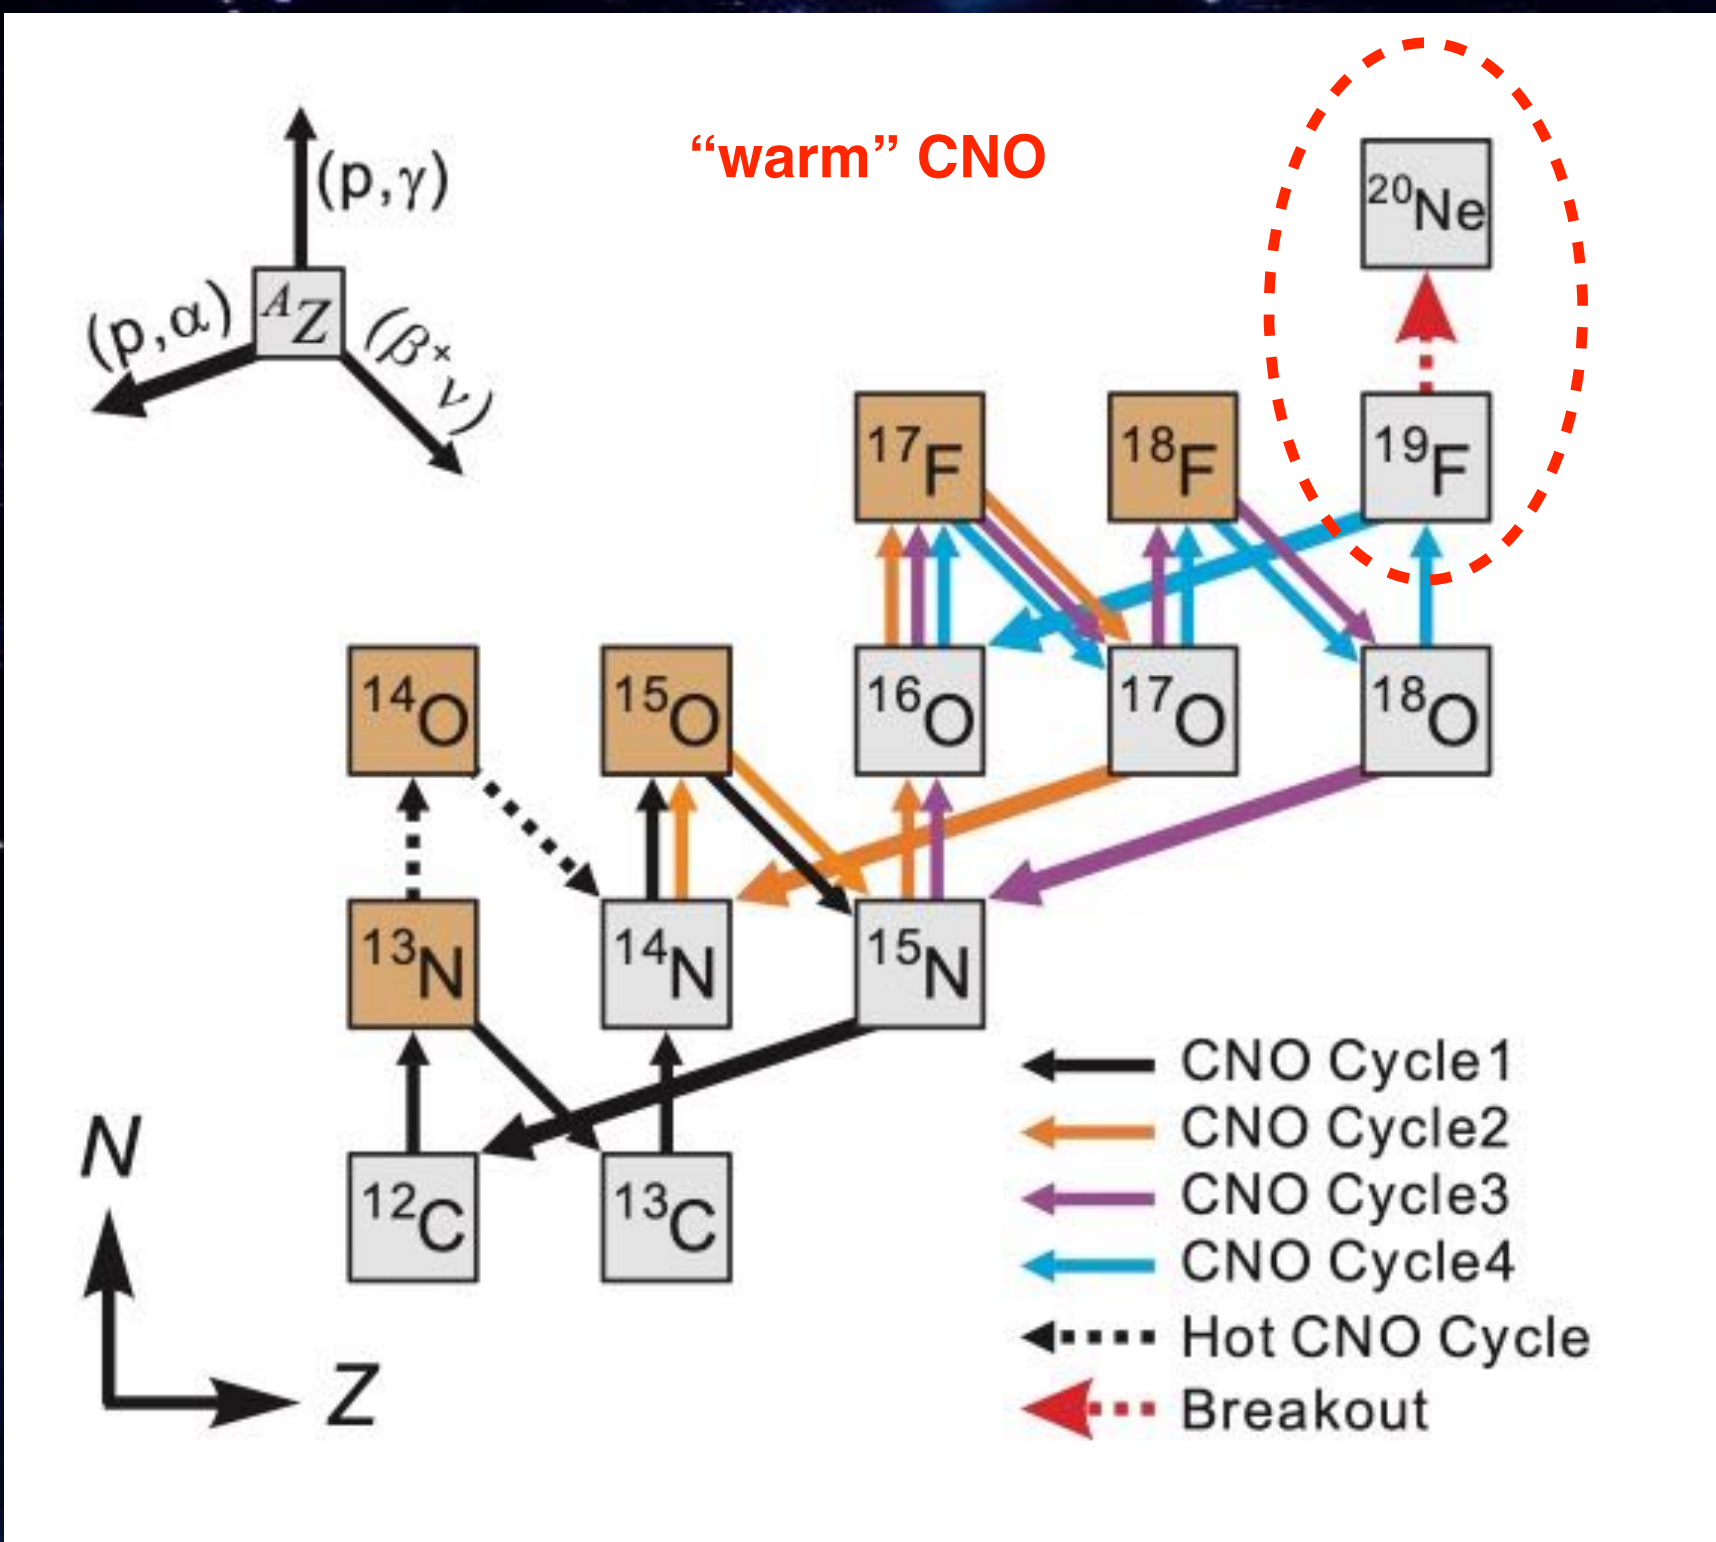 “warm” CNO
(p,γ)
(p,α)
ᴬZ
(β⁺
ν)
²⁰Ne
¹⁷F
¹⁸F
¹⁹F
¹⁴O
¹⁵O
¹⁶O
¹⁷O
¹⁸O
¹³N
¹⁴N
¹⁵N
¹²C
¹³C
N
Z
CNO Cycle1
CNO Cycle2
CNO Cycle3
CNO Cycle4
Hot CNO Cycle
Breakout